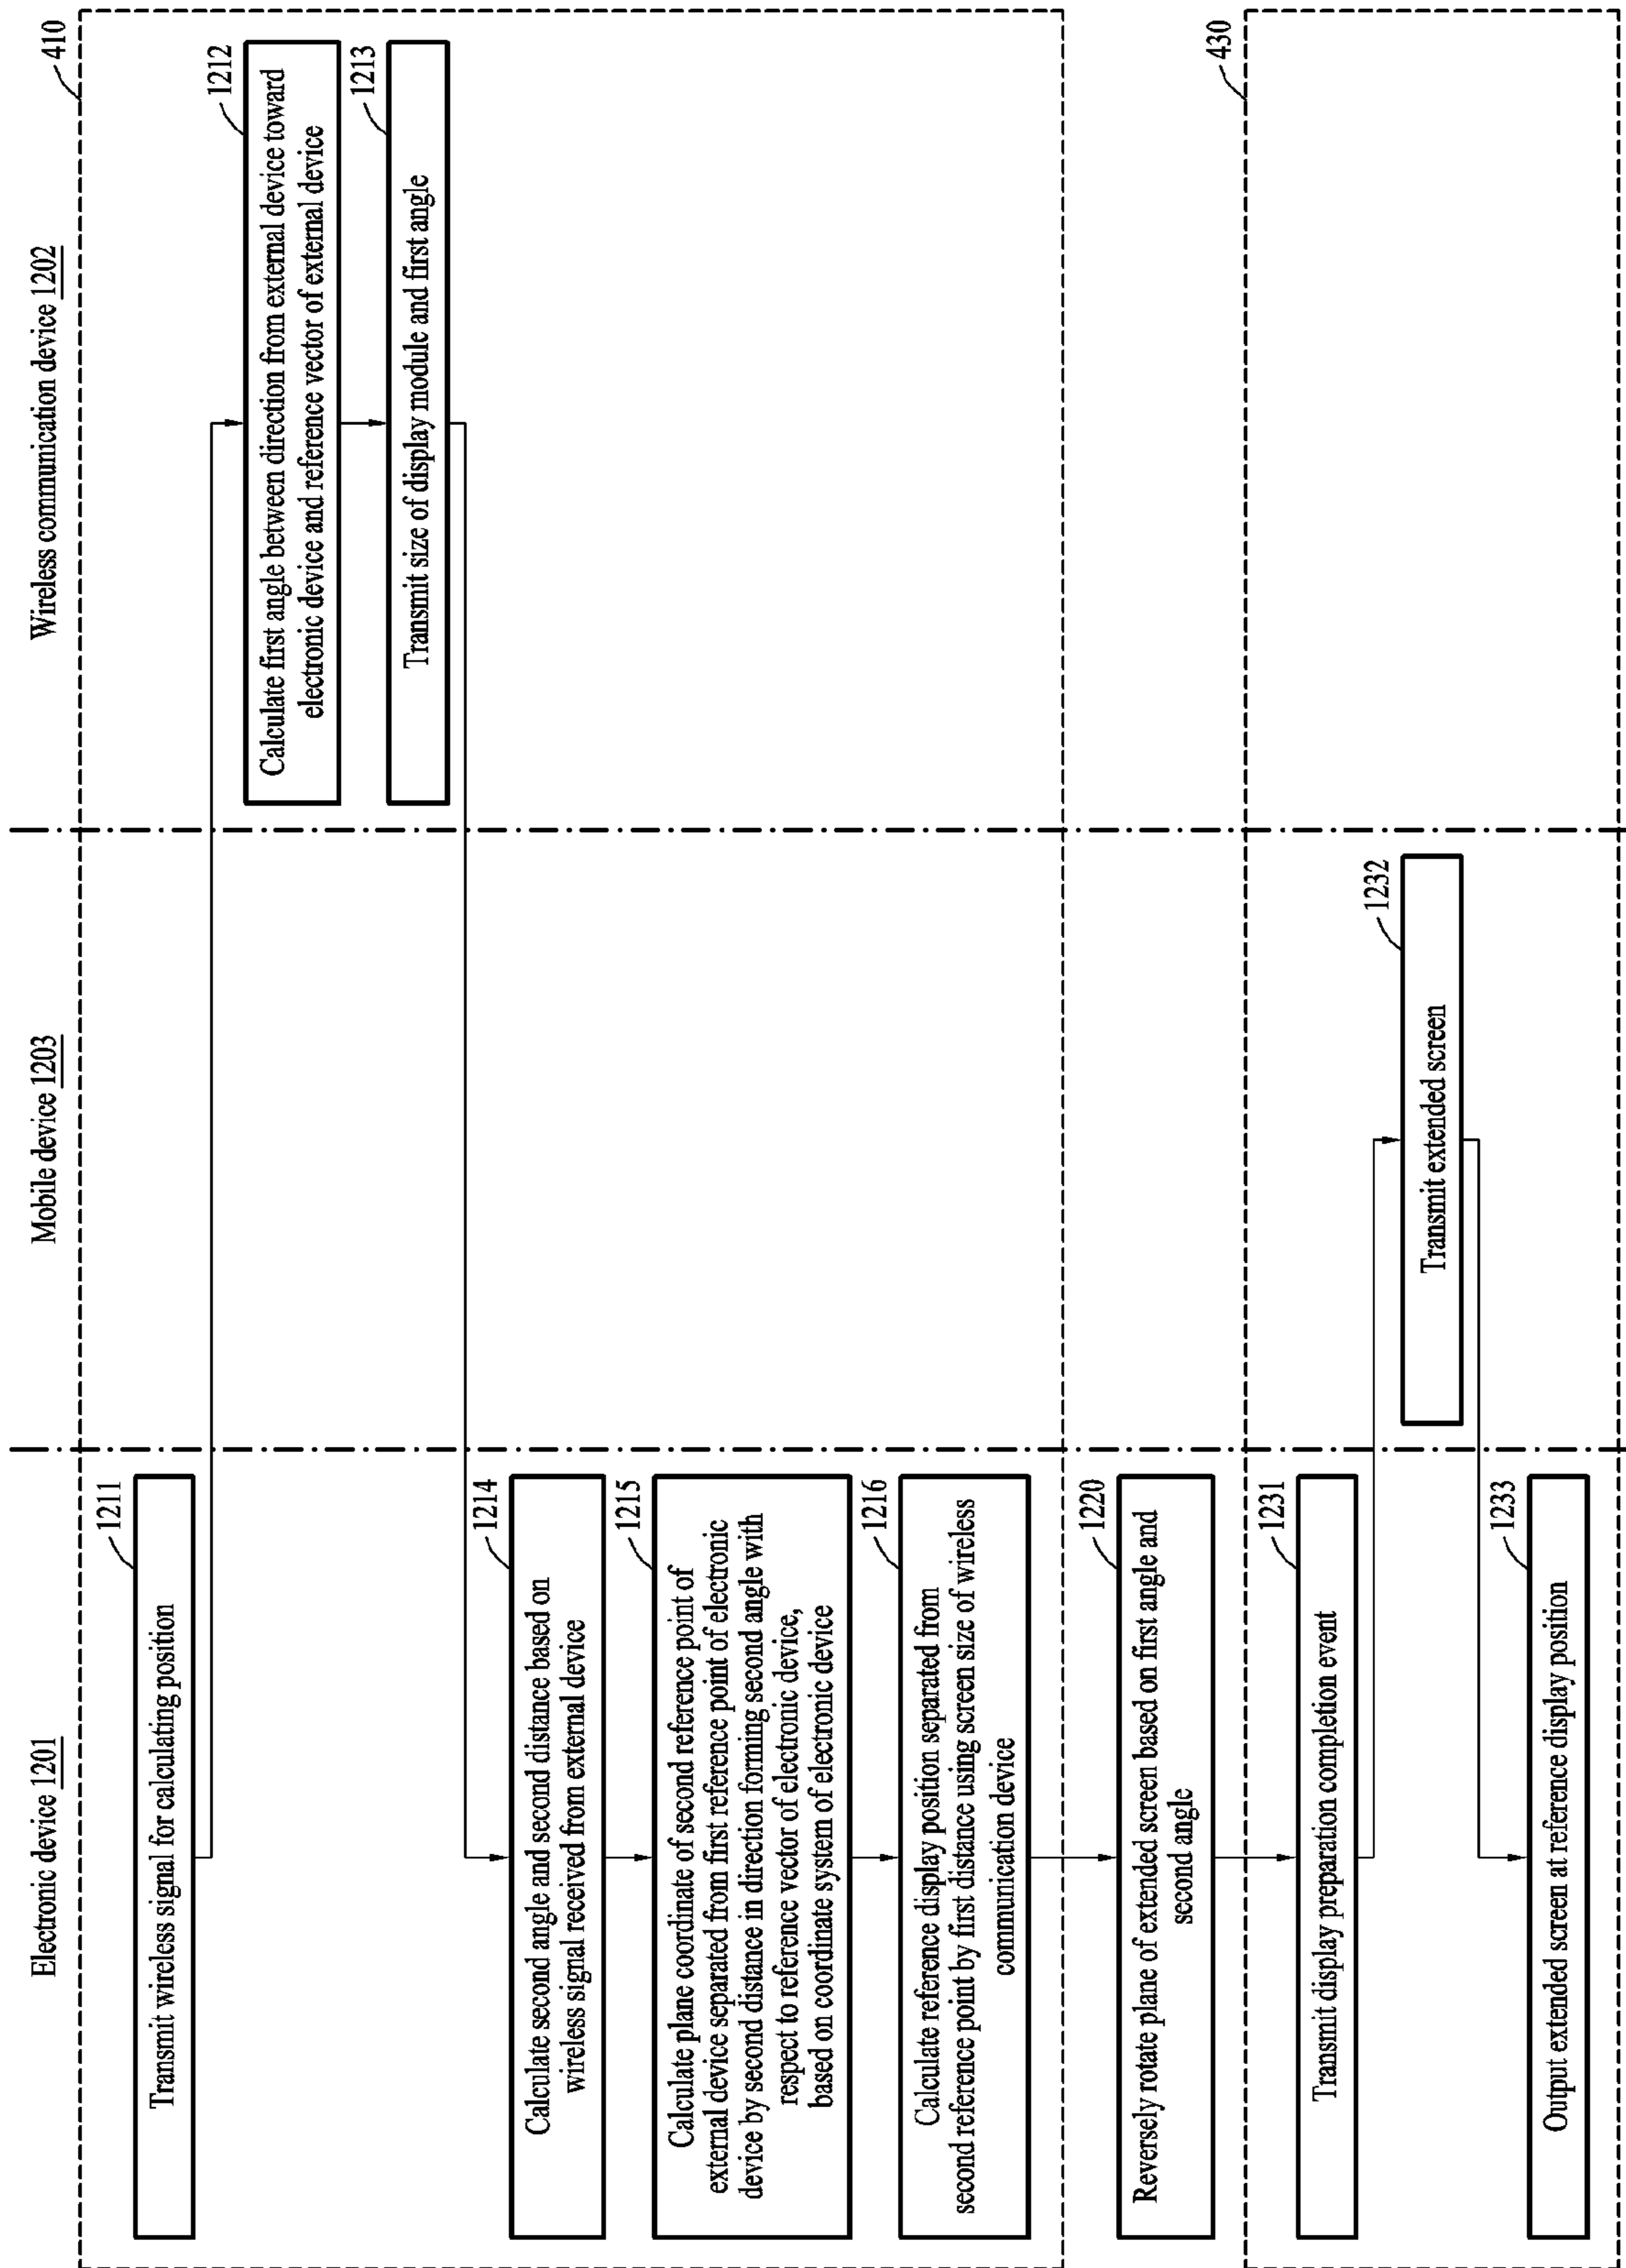 Electronic device 1201
Mobile device 1203
Wireless communication device 1202
410
1211
Transmit wireless signal for calculating position
1212
Calculate first angle between direction from external device toward
electronic device and reference vector of external device
1213
Transmit size of display module and first angle
1214
Calculate second angle and second distance based on
wireless signal received from external device
1215
Calculate plane coordinate of second reference point of
external device separated from first reference point of electronic
device by second distance in direction forming second angle with
respect to reference vector of electronic device,
based on coordinate system of electronic device
1216
Calculate reference display position separated from
second reference point by first distance using screen size of wireless
communication device
1220
Reversely rotate plane of extended screen based on first angle and
second angle
430
1231
Transmit display preparation completion event
1232
Transmit extended screen
1233
Output extended screen at reference display position